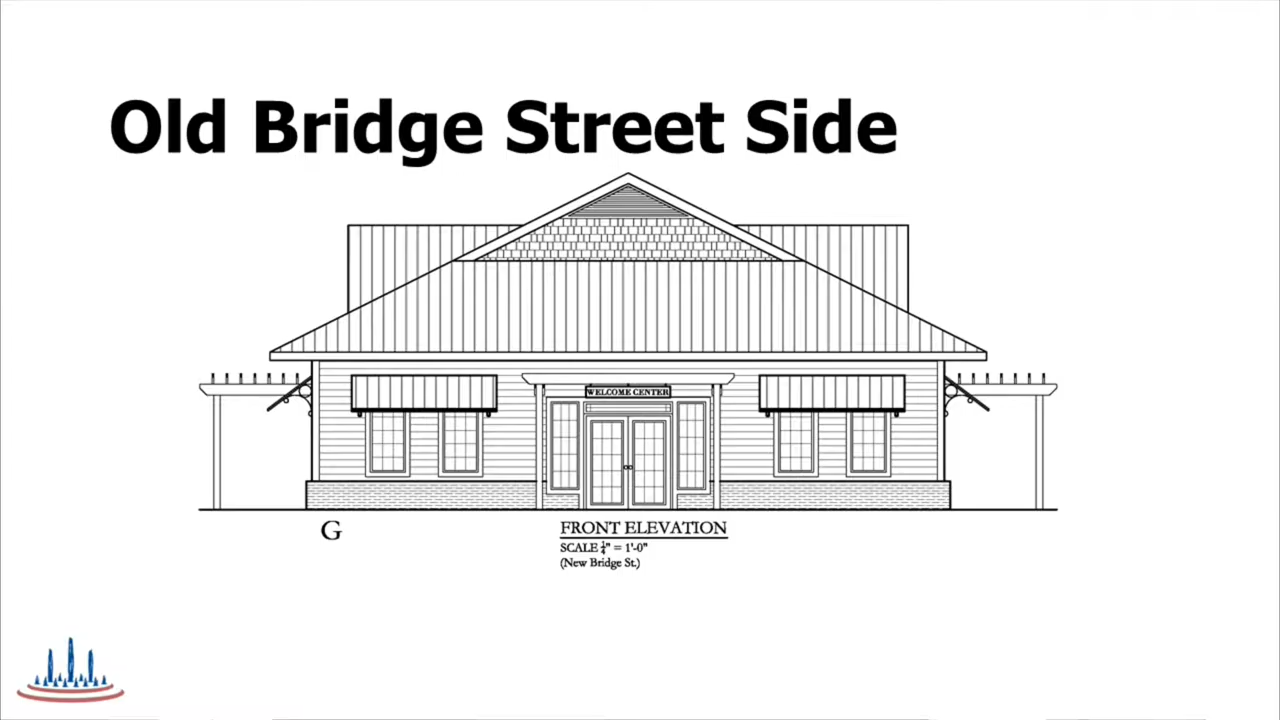 Old Bridge Street Side
WELCOME CENTER
G
FRONT ELEVATION
SCALE ¼" = 1'-0"
(New Bridge St.)